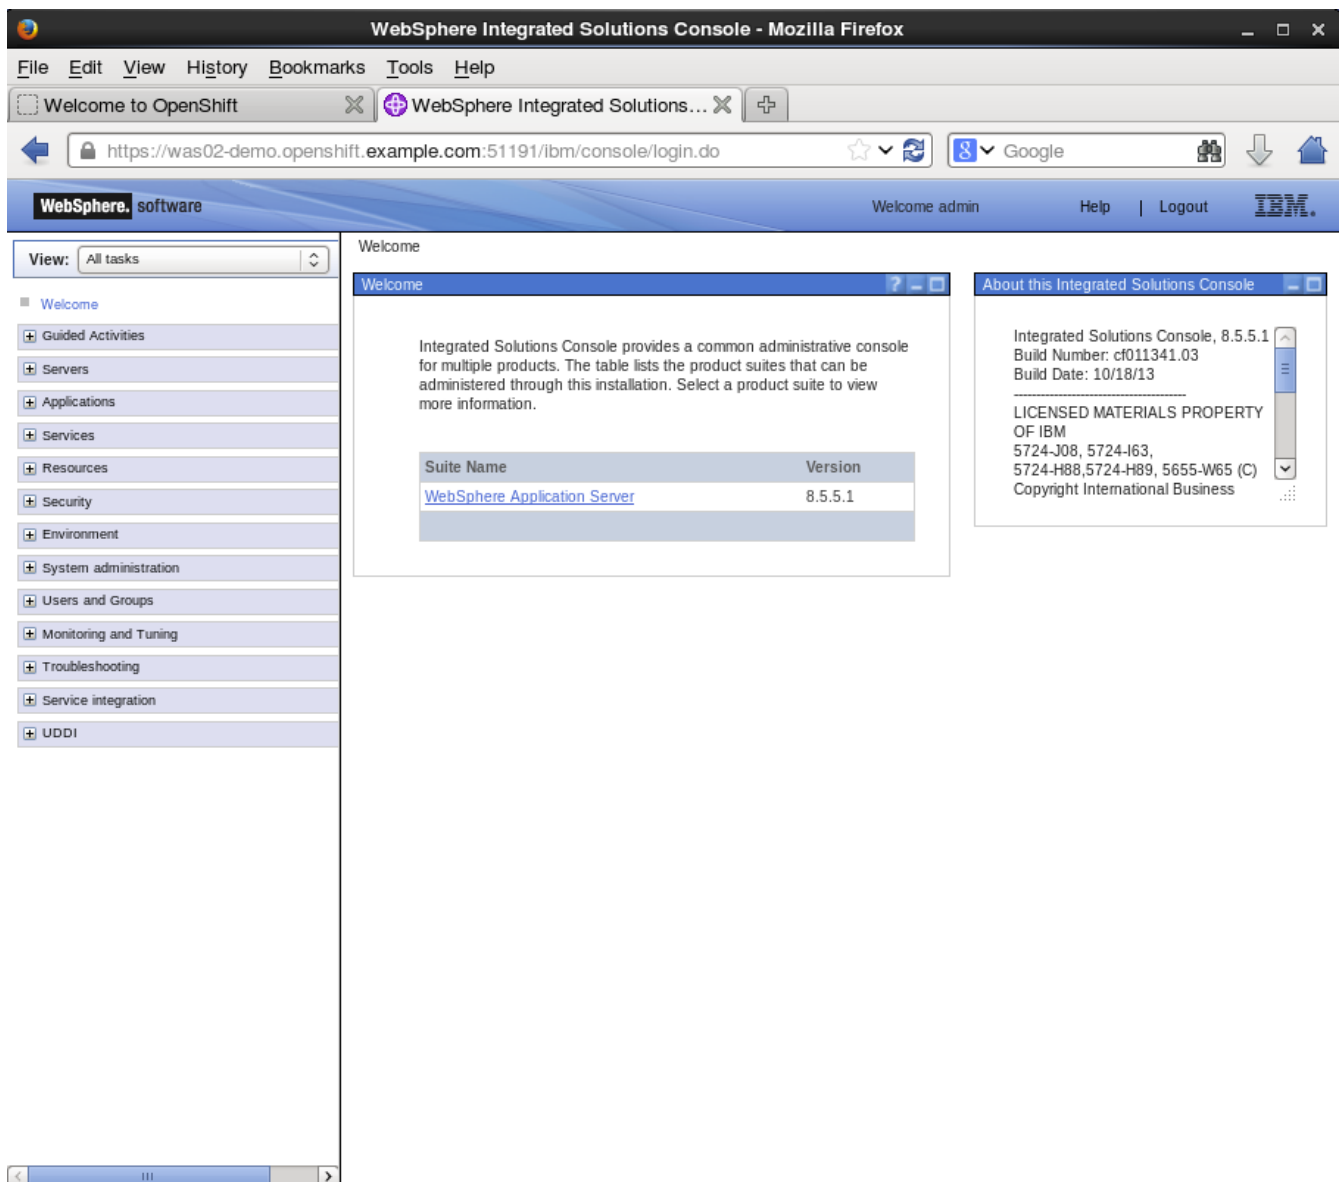 WebSphere Integrated Solutions Console - Mozilla Firefox
File Edit View History Bookmarks Tools Help
Welcome to OpenShift
WebSphere Integrated Solutions...
https://was02-demo.openshift.example.com:51191/ibm/console/login.do
8 Google
WebSphere. software
Welcome admin
Help | Logout
IBM.
View: All tasks
Welcome
Guided Activities
Servers
Applications
Services
Resources
Security
Environment
System administration
Users and Groups
Monitoring and Tuning
Troubleshooting
Service integration
UDDI
Welcome
Welcome
?
Integrated Solutions Console provides a common administrative console
for multiple products. The table lists the product suites that can be
administered through this installation. Select a product suite to view
more information.
Suite Name Version
WebSphere Application Server 8.5.5.1
About this Integrated Solutions Console
Integrated Solutions Console, 8.5.5.1
Build Number: cf011341.03
Build Date: 10/18/13
----------------------------------------
LICENSED MATERIALS PROPERTY
OF IBM
5724-J08, 5724-I63,
5724-H88,5724-H89, 5655-W65 (C)
Copyright International Business